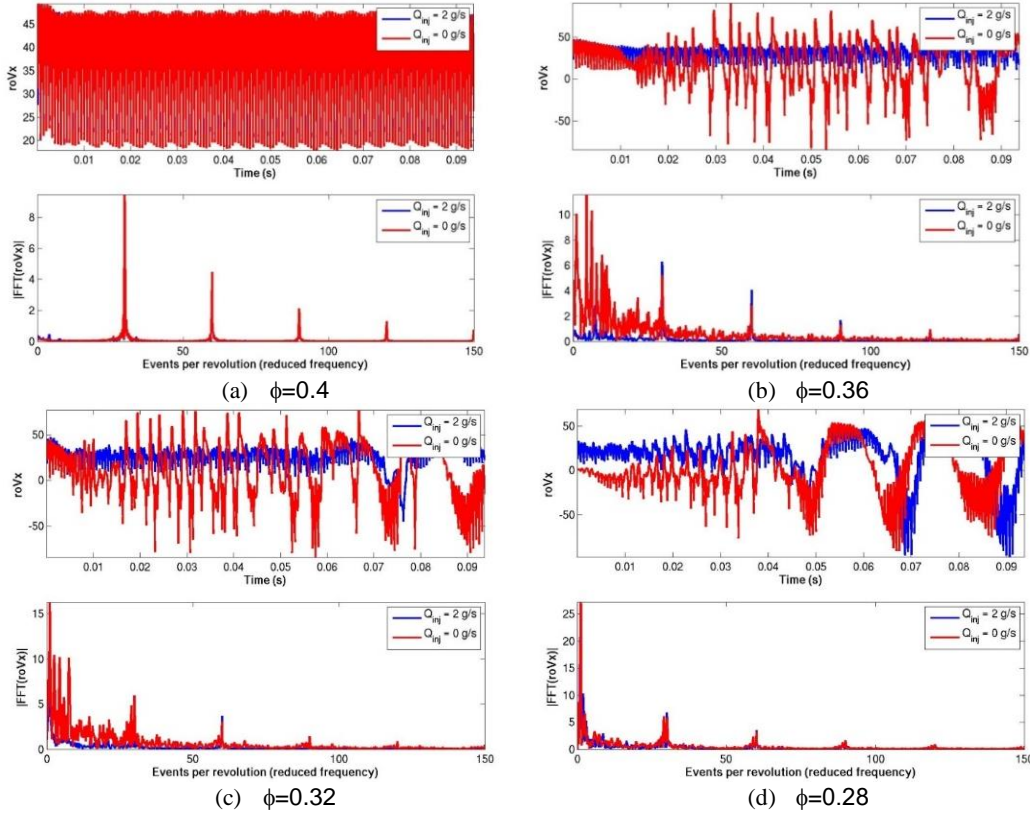 45
40
35
30
25
20
roVx
Q_inj = 2 g/s
Q_inj = 0 g/s
0.01 0.02 0.03 0.04 0.05 0.06 0.07 0.08 0.09
Time (s)
8
6
4
2
0
|FFT(roVx)|
Q_inj = 2 g/s
Q_inj = 0 g/s
0 50 100 150
Events per revolution (reduced frequency)
(a) ϕ=0.4
50
0
-50
roVx
Q_inj = 2 g/s
Q_inj = 0 g/s
0.01 0.02 0.03 0.04 0.05 0.06 0.07 0.08 0.09
Time (s)
10
8
6
4
2
0
|FFT(roVx)|
Q_inj = 2 g/s
Q_inj = 0 g/s
0 50 100 150
Events per revolution (reduced frequency)
(b) ϕ=0.36
50
0
-50
roVx
Q_inj = 2 g/s
Q_inj = 0 g/s
0.01 0.02 0.03 0.04 0.05 0.06 0.07 0.08 0.09
Time (s)
15
10
5
0
|FFT(roVx)|
Q_inj = 2 g/s
Q_inj = 0 g/s
0 50 100 150
Events per revolution (reduced frequency)
(c) ϕ=0.32
50
0
-50
roVx
Q_inj = 2 g/s
Q_inj = 0 g/s
0.01 0.02 0.03 0.04 0.05 0.06 0.07 0.08 0.09
Time (s)
25
20
15
10
5
0
|FFT(roVx)|
Q_inj = 2 g/s
Q_inj = 0 g/s
0 50 100 150
Events per revolution (reduced frequency)
(d) ϕ=0.28